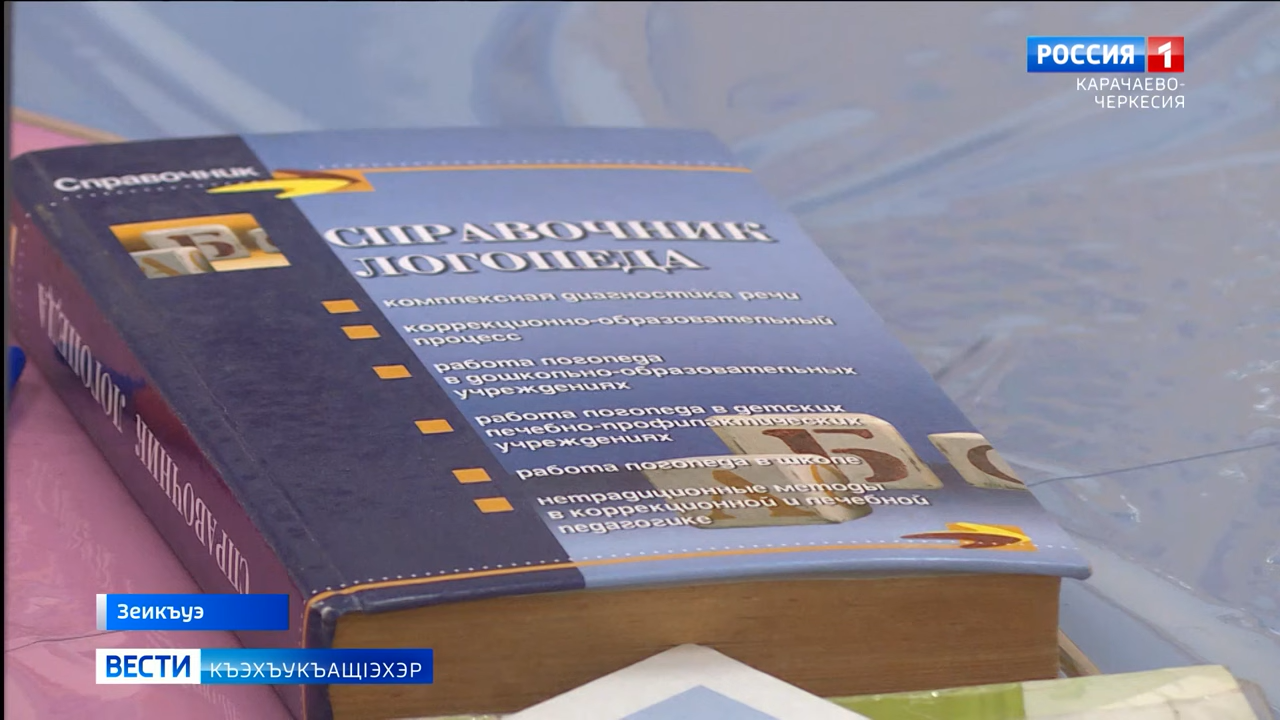 РОССИЯ 1
КАРАЧАЕВО-
ЧЕРКЕСИЯ
Справочник
СПРАВОЧНИК
ЛОГОПЕДА
комплексная диагностика речи
коррекционно-образовательный
процесс
работа логопеда
в дошкольно-образовательных
учреждениях
работа логопеда в детских
лечебно-профилактических
учреждениях
работа логопеда в школе
нетрадиционные методы
в коррекционной и лечебной
педагогике
СПРАВОЧНИК ЛОГОПЕДА
Зеикъуэ
ВЕСТИ КЪЭХЪУКЪАЩІЭХЭР